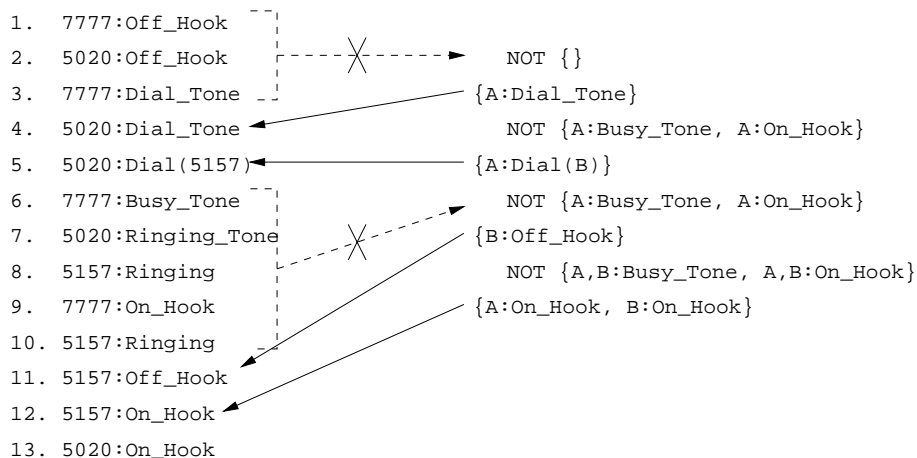 1. 7777:Off_Hook
2. 5020:Off_Hook NOT {}
3. 7777:Dial_Tone {A:Dial_Tone}
4. 5020:Dial_Tone NOT {A:Busy_Tone, A:On_Hook}
5. 5020:Dial(5157) {A:Dial(B)}
6. 7777:Busy_Tone NOT {A:Busy_Tone, A:On_Hook}
7. 5020:Ringing_Tone {B:Off_Hook}
8. 5157:Ringing NOT {A,B:Busy_Tone, A,B:On_Hook}
9. 7777:On_Hook {A:On_Hook, B:On_Hook}
10. 5157:Ringing
11. 5157:Off_Hook
12. 5157:On_Hook
13. 5020:On_Hook